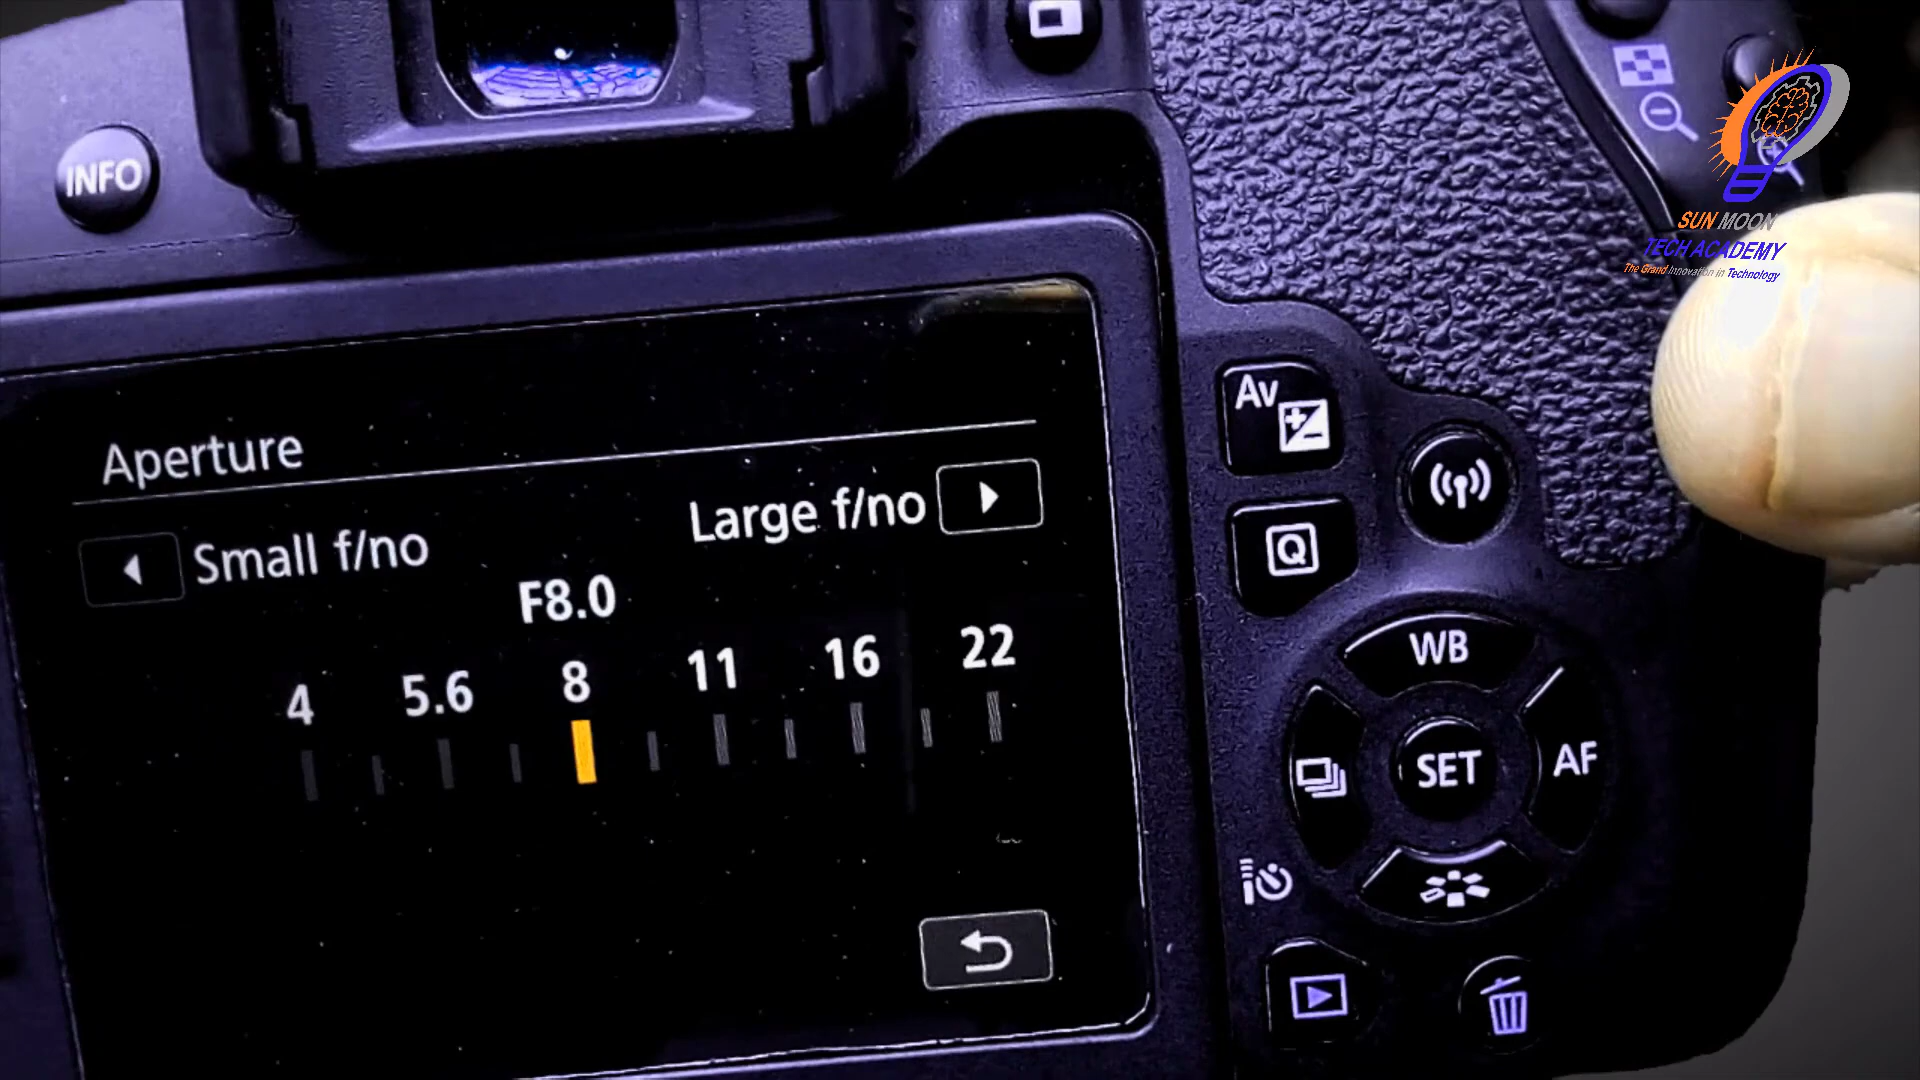 INFO
SUN MOON
TECH ACADEMY
The Grand Innovation in Technology
Av
Aperture
Large f/no
Small f/no
F8.0
4 5.6 8 11 16 22
Q
WB
SET
AF